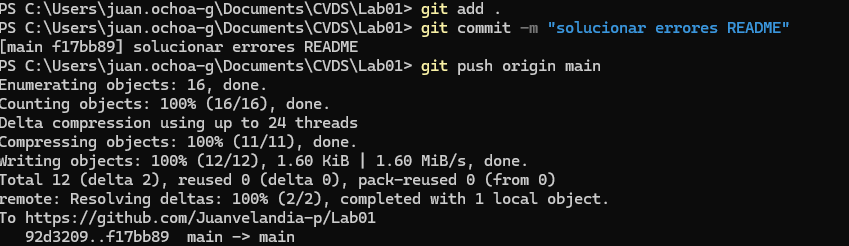 PS C:\Users\juan.ochoa-g\Documents\CVDS\Lab01> git add .
PS C:\Users\juan.ochoa-g\Documents\CVDS\Lab01> git commit -m "solucionar errores README"
[main f17bb89] solucionar errores README
PS C:\Users\juan.ochoa-g\Documents\CVDS\Lab01> git push origin main
Enumerating objects: 16, done.
Counting objects: 100% (16/16), done.
Delta compression using up to 24 threads
Compressing objects: 100% (11/11), done.
Writing objects: 100% (12/12), 1.60 KiB | 1.60 MiB/s, done.
Total 12 (delta 2), reused 0 (delta 0), pack-reused 0 (from 0)
remote: Resolving deltas: 100% (2/2), completed with 1 local object.
To https://github.com/Juanvelandia-p/Lab01
   92d3209..f17bb89  main -> main